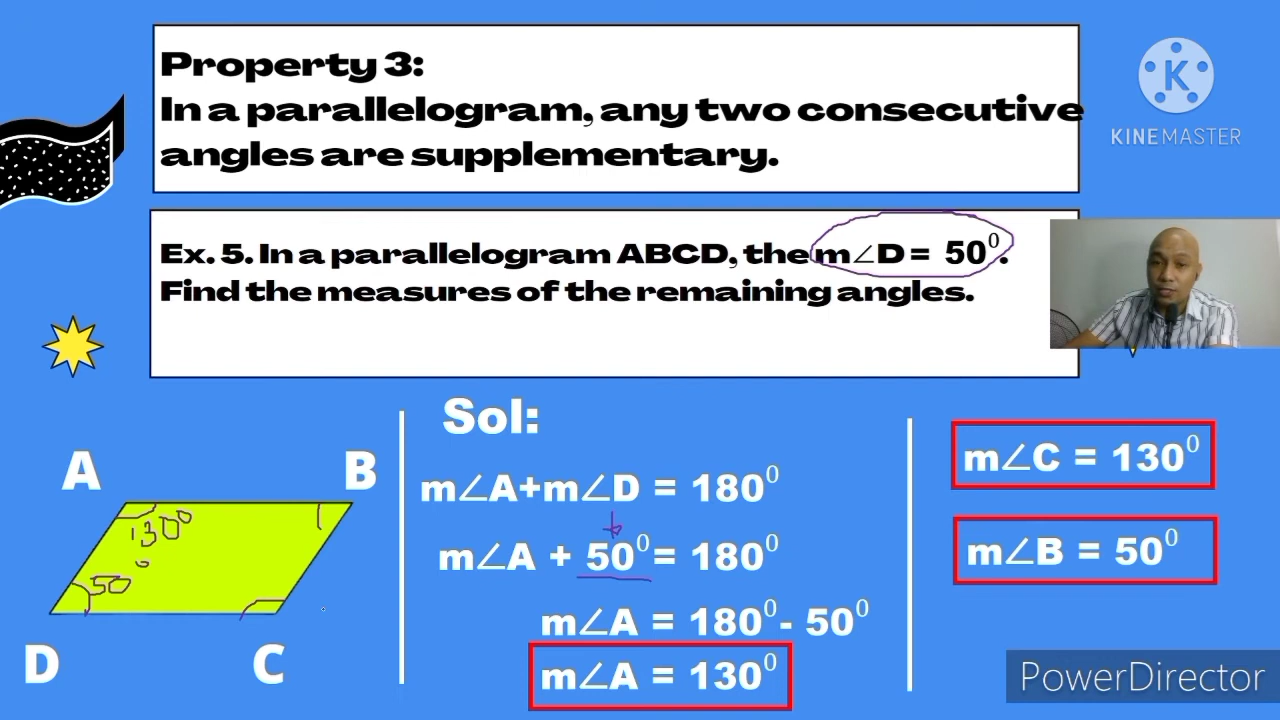 Property 3:
In a parallelogram, any two consecutive
angles are supplementary.
K
KINEMASTER
Ex. 5. In a parallelogram ABCD, the m∠D = 50⁰.
Find the measures of the remaining angles.
A
B
130⁰
50⁰
D
C
Sol:
m∠A+m∠D = 180⁰
m∠A + 50⁰ = 180⁰
m∠A = 180⁰ - 50⁰
m∠A = 130⁰
m∠C = 130⁰
m∠B = 50⁰
PowerDirector